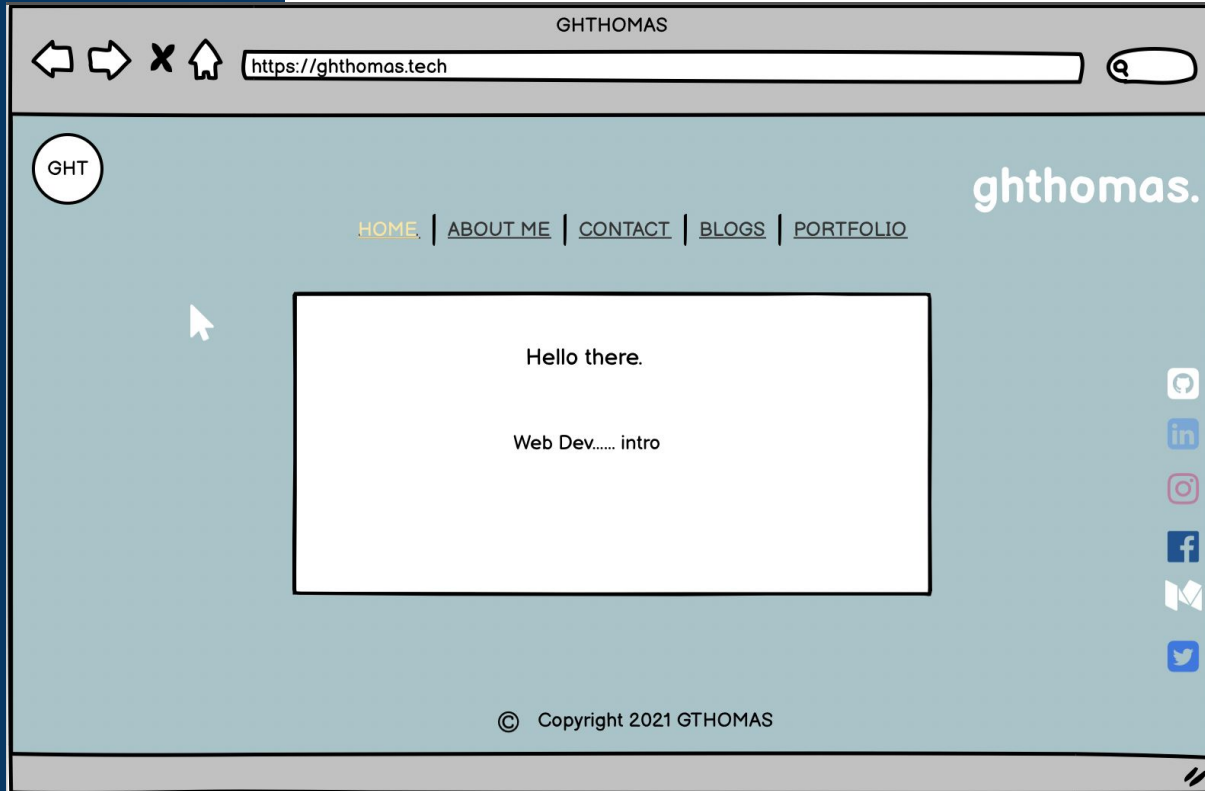 GHTHOMAS
https://ghthomas.tech
GHT
ghthomas.
HOME. | ABOUT ME | CONTACT | BLOGS | PORTFOLIO
Hello there.
Web Dev...... intro
in
f
© Copyright 2021 GTHOMAS